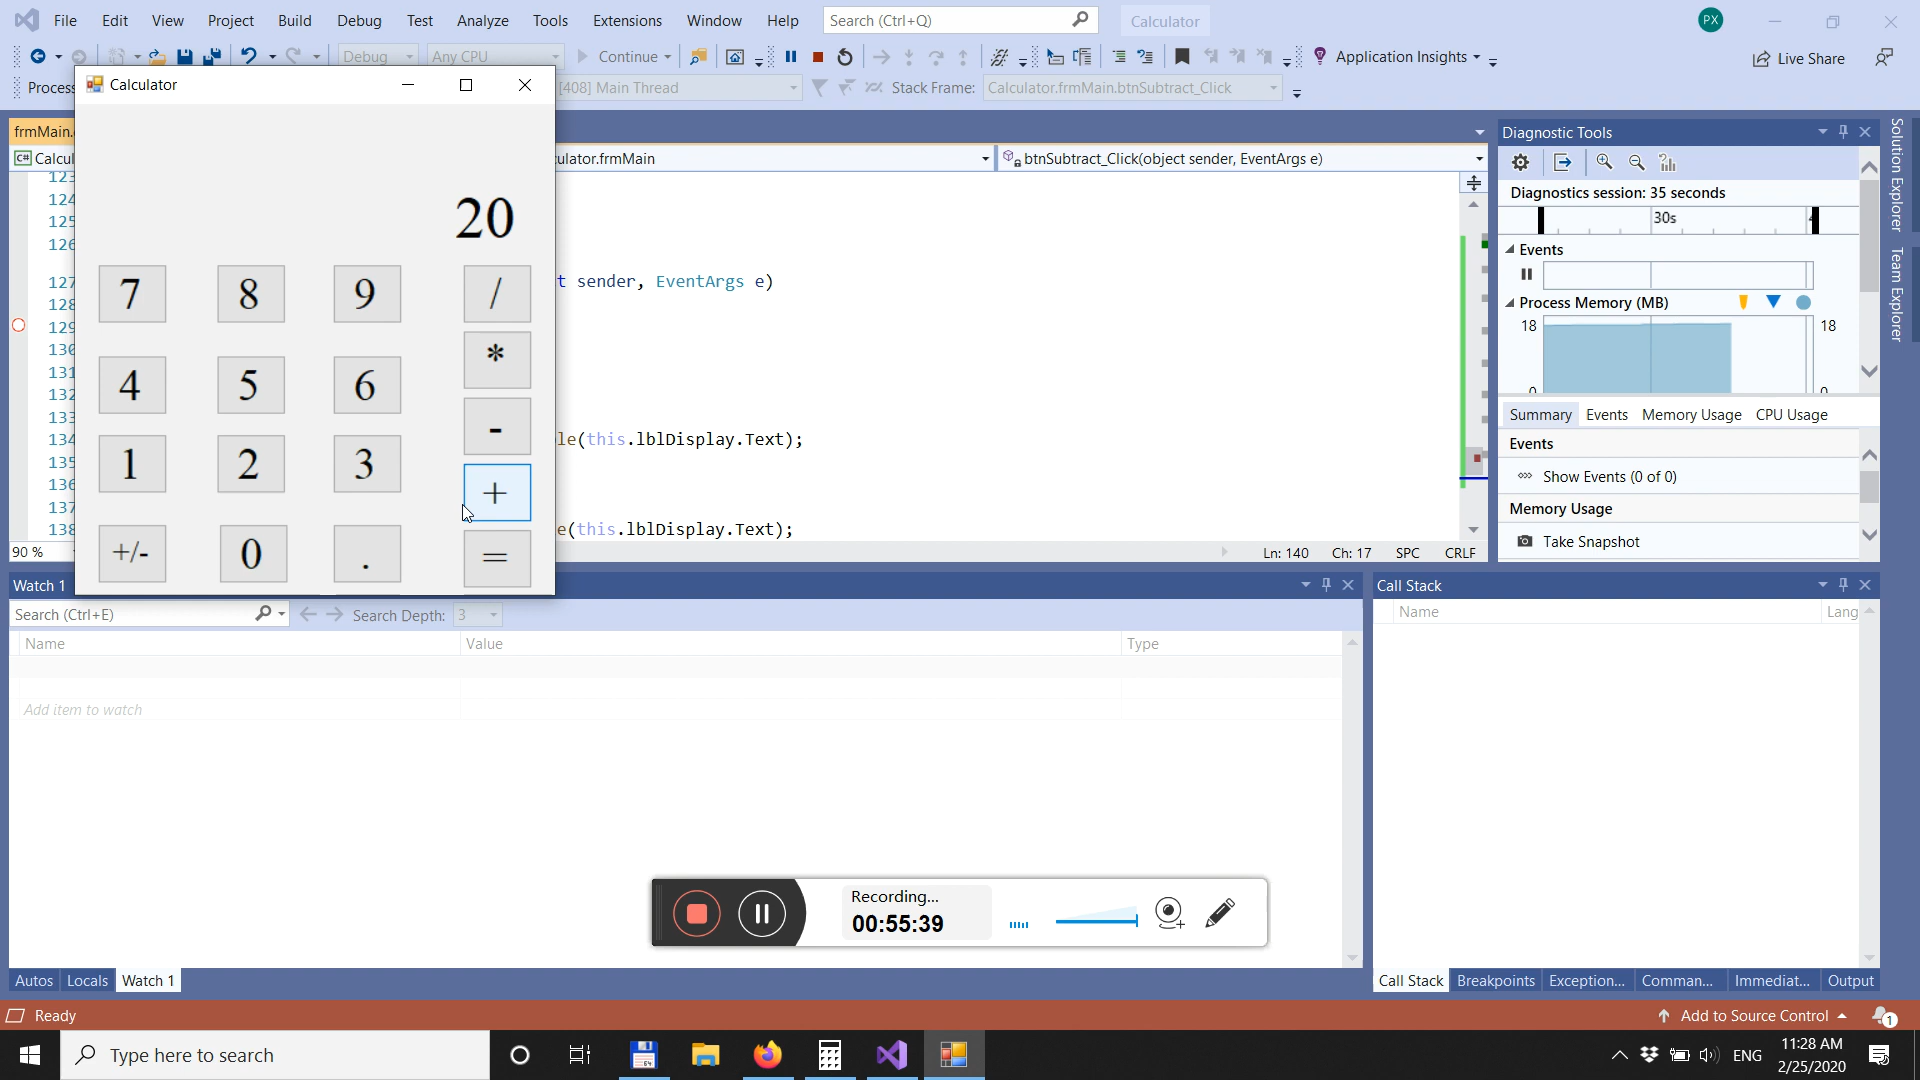 File Edit View Project Build Debug Test Analyze Tools Extensions Window Help Search (Ctrl+Q) Calculator PX
Debug Any CPU Continue Application Insights Live Share
Process [408] Main Thread Stack Frame: Calculator.frmMain.btnSubtract_Click
Calculator
20
7 8 9 /
4 5 6 *
1 2 3 -
+
+/- 0 . =
frmMain.
C# Calcul ulator.frmMain btnSubtract_Click(object sender, EventArgs e)
124
125
126
127 t sender, EventArgs e)
128
129
130
131
132
133
134 le(this.lblDisplay.Text);
135
136
137
138 e(this.lblDisplay.Text);
90 % Ln: 140 Ch: 17 SPC CRLF
Diagnostic Tools
Diagnostics session: 35 seconds
30s
Events
Process Memory (MB)
18 18
0 0
Summary Events Memory Usage CPU Usage
Events
Show Events (0 of 0)
Memory Usage
Take Snapshot
Solution Explorer
Team Explorer
Watch 1
Search (Ctrl+E) Search Depth: 3
Name Value Type
Add item to watch
Call Stack
Name Lang
Recording...
00:55:39
Autos Locals Watch 1
Call Stack Breakpoints Exception... Comman... Immediat... Output
Ready Add to Source Control 1
Type here to search
64
ENG 11:28 AM
2/25/2020